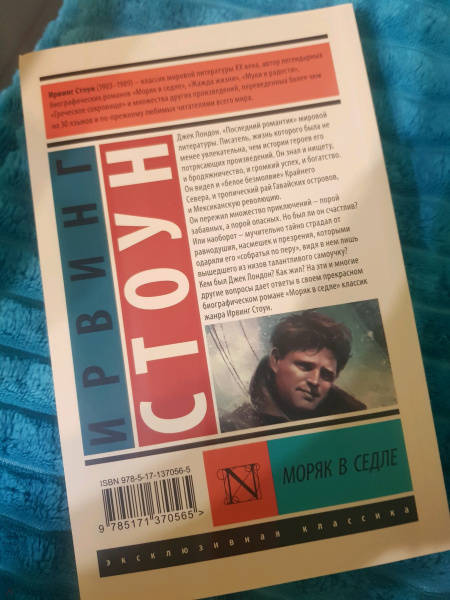 Ирвинг Стоун (1903 - 1989) – классик мировой литературы XX века, автор легендарных
биографических романов «Моряк в седле», «Жажда жизни», «Муки и радости»,
«Греческое сокровище» и множества других произведений, переведенных более чем
на 30 языков и по-прежнему любимых читателями всего мира.
ИРВИНГ
СТОУН
Джек Лондон. «Последний романтик» мировой
литературы. Писатель, жизнь которого была не
менее увлекательна, чем истории героев его
потрясающих произведений. Он знал и нищету,
и бродяжничество, и громкий успех, и богатство.
Он видел и «белое безмолвие» Крайнего
Севера, и тропический рай Гавайских островов,
и Мексиканскую революцию.
Он пережил множество приключений – порой
забавных, а порой опасных. Но был ли он счастлив?
Или наоборот – мучительно тайно страдал от
равнодушия, насмешек и презрения, которыми
одаряли его «собратья по перу», видя в нем лишь
вышедшего из низов талантливого самоучку?
Кем был Джек Лондон? Как жил? На эти и многие
другие вопросы дает ответы в своем прекрасном
биографическом романе «Моряк в седле» классик
жанра Ирвинг Стоун.
ISBN 978-5-17-137056-5
9 785171 370565>
N
МОРЯК В СЕДЛЕ
эксклюзивная классика